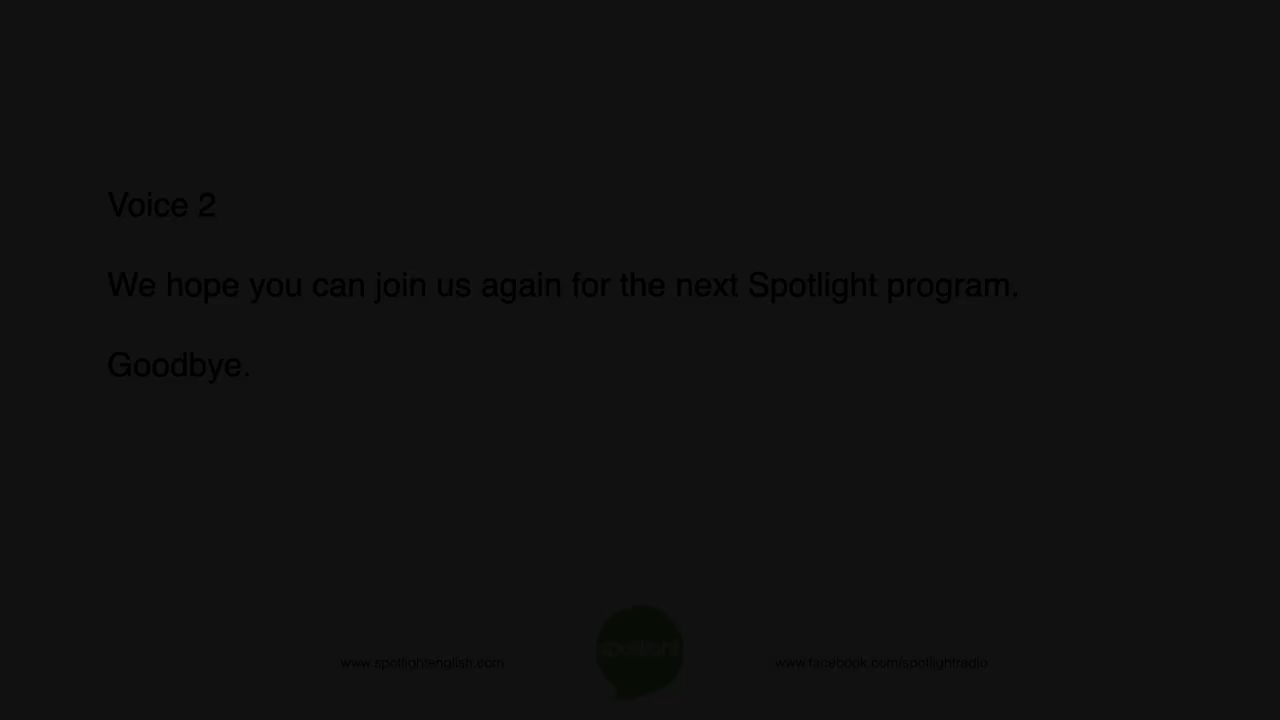 Voice 2
We hope you can join us again for the next Spotlight program.
Goodbye.
spotlight
www.spotlightenglish.com
www.facebook.com/spotlightradio